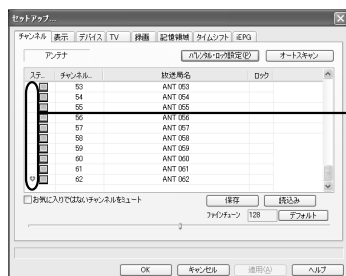 セットアップ...
チャンネル 表示 デバイス TV 録画 記憶領域 タイムシフト iEPG
アンテナ パレンタル・ロック設定(P) オートスキャン
ステ... チャンネル... 放送局名 ロック
53 ANT 053
54 ANT 054
55 ANT 055
56 ANT 056
57 ANT 057
58 ANT 058
59 ANT 059
60 ANT 060
61 ANT 061
62 ANT 062
お気に入りではないチャンネルをミュート 保存 読込み
ファインチューン 128 デフォルト
OK キャンセル 適用(A) ヘルプ